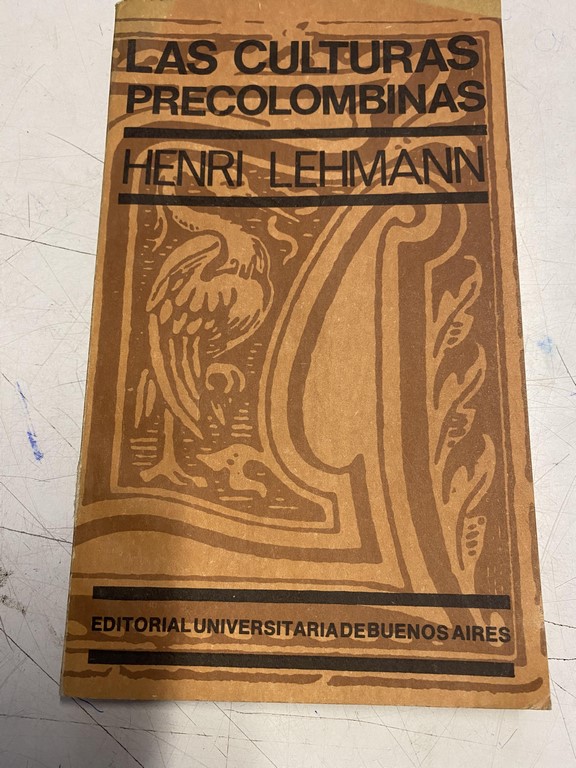 LAS CULTURAS
PRECOLOMBINAS
HENRI LEHMANN
EDITORIAL UNIVERSITARIA DE BUENOS AIRES